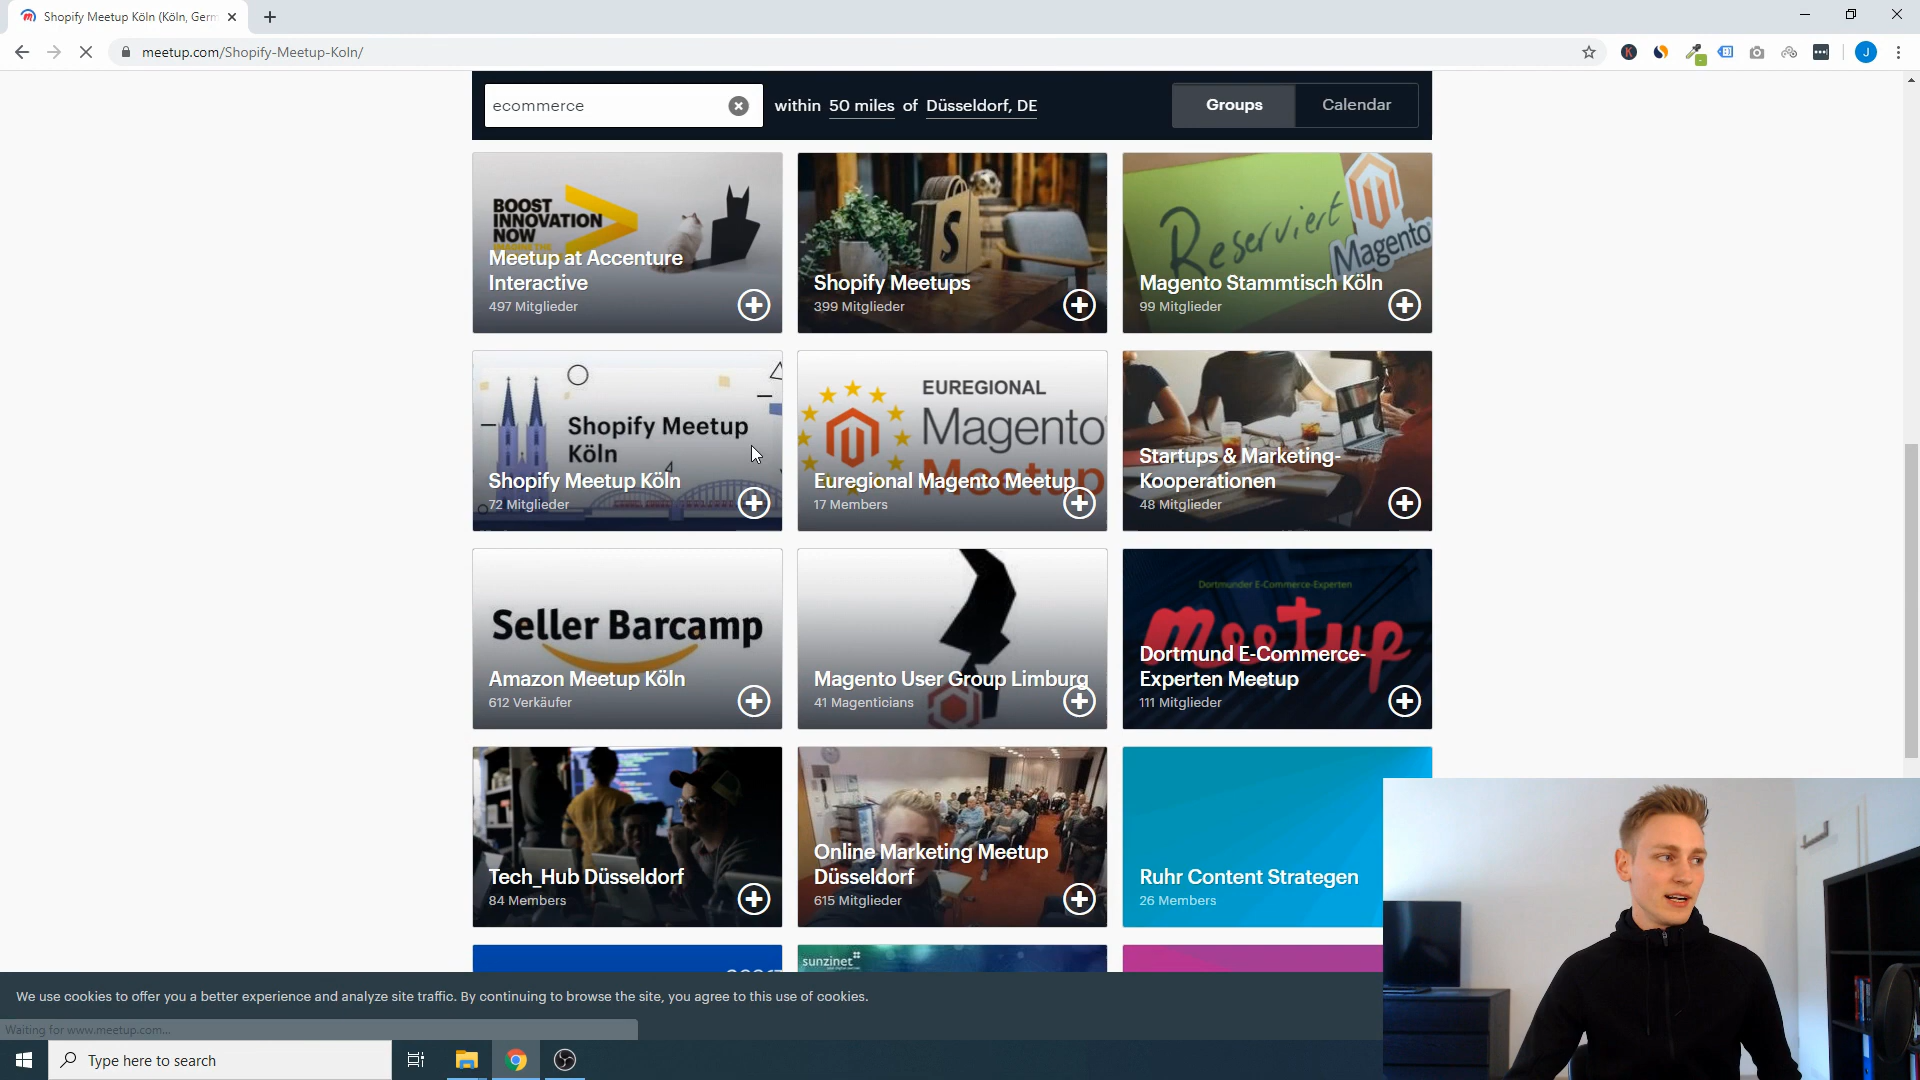 Shopify Meetup Köln (Köln, Germ
meetup.com/Shopify-Meetup-Koln/
J
ecommerce
within 50 miles of Düsseldorf, DE
Groups
Calendar
BOOST
INNOVATION
NOW
Meetup at Accenture
Interactive
497 Mitglieder
S
Shopify Meetups
399 Mitglieder
Reserviert
Magento
Magento Stammtisch Köln
99 Mitglieder
Shopify Meetup
Köln
Shopify Meetup Köln
72 Mitglieder
EUREGIONAL
Magento
Meetup
Euregional Magento Meetup
17 Members
Startups & Marketing-
Kooperationen
48 Mitglieder
Seller Barcamp
Amazon Meetup Köln
612 Verkäufer
Magento User Group Limburg
41 Magenticians
Dortmunder E-Commerce-Experten
meetup
Dortmund E-Commerce-
Experten Meetup
111 Mitglieder
Tech_Hub Düsseldorf
84 Members
Online Marketing Meetup
Düsseldorf
615 Mitglieder
Ruhr Content Strategen
26 Members
sunzinet
We use cookies to offer you a better experience and analyze site traffic. By continuing to browse the site, you agree to this use of cookies.
Waiting for www.meetup.com...
Type here to search